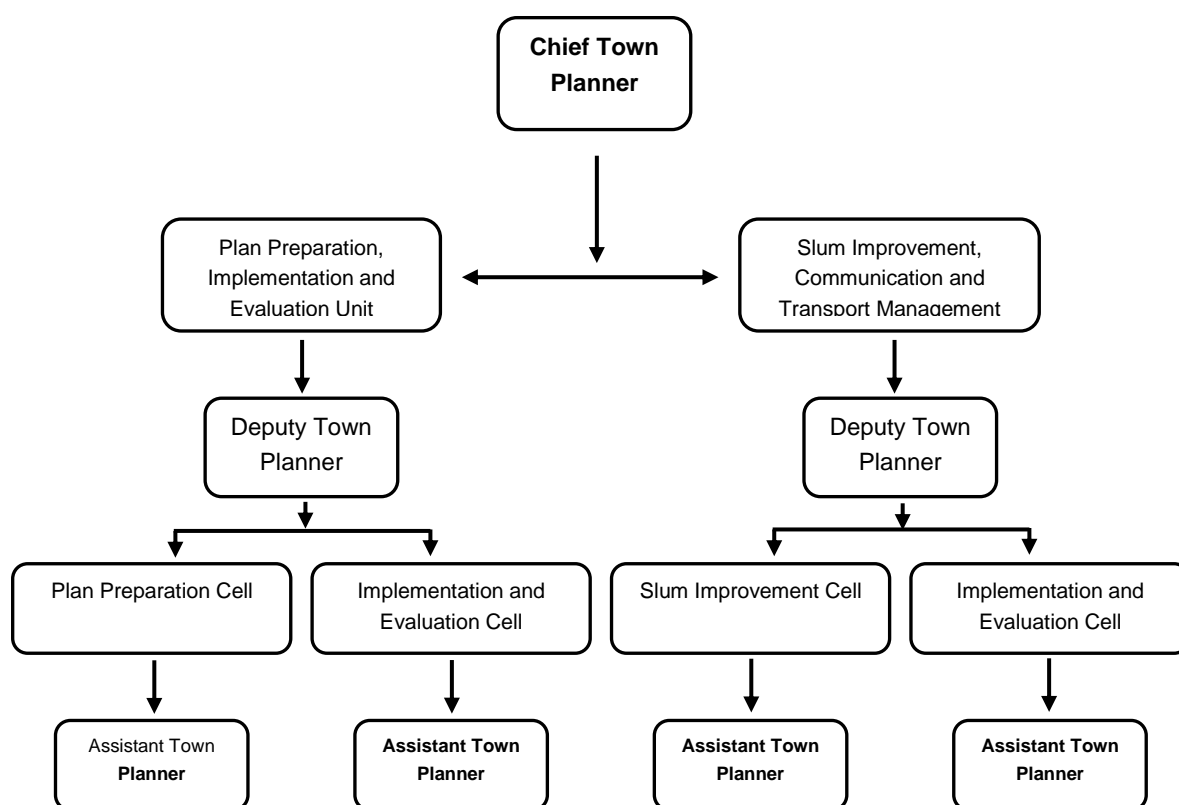 Chief Town
Planner
Plan Preparation,
Implementation and
Evaluation Unit
Slum Improvement,
Communication and
Transport Management
Deputy Town
Planner
Deputy Town
Planner
Plan Preparation Cell
Implementation and
Evaluation Cell
Slum Improvement Cell
Implementation and
Evaluation Cell
Assistant Town
Planner
Assistant Town
Planner
Assistant Town
Planner
Assistant Town
Planner